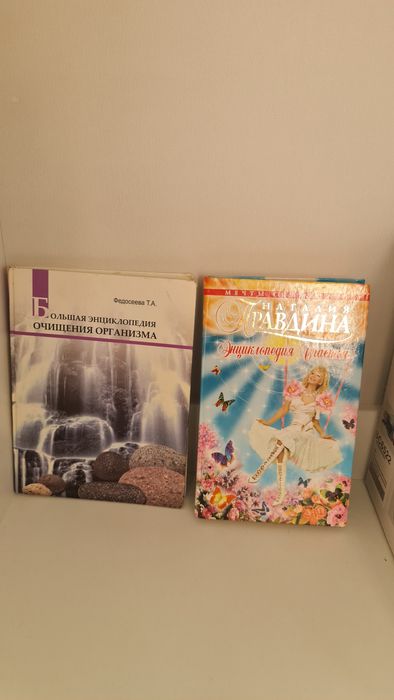 Федосеева Т.А.
БОЛЬШАЯ ЭНЦИКЛОПЕДИЯ
ОЧИЩЕНИЯ ОРГАНИЗМА
НАТАЛИЯ
ПРАВДИНА
Энциклопедия счастья